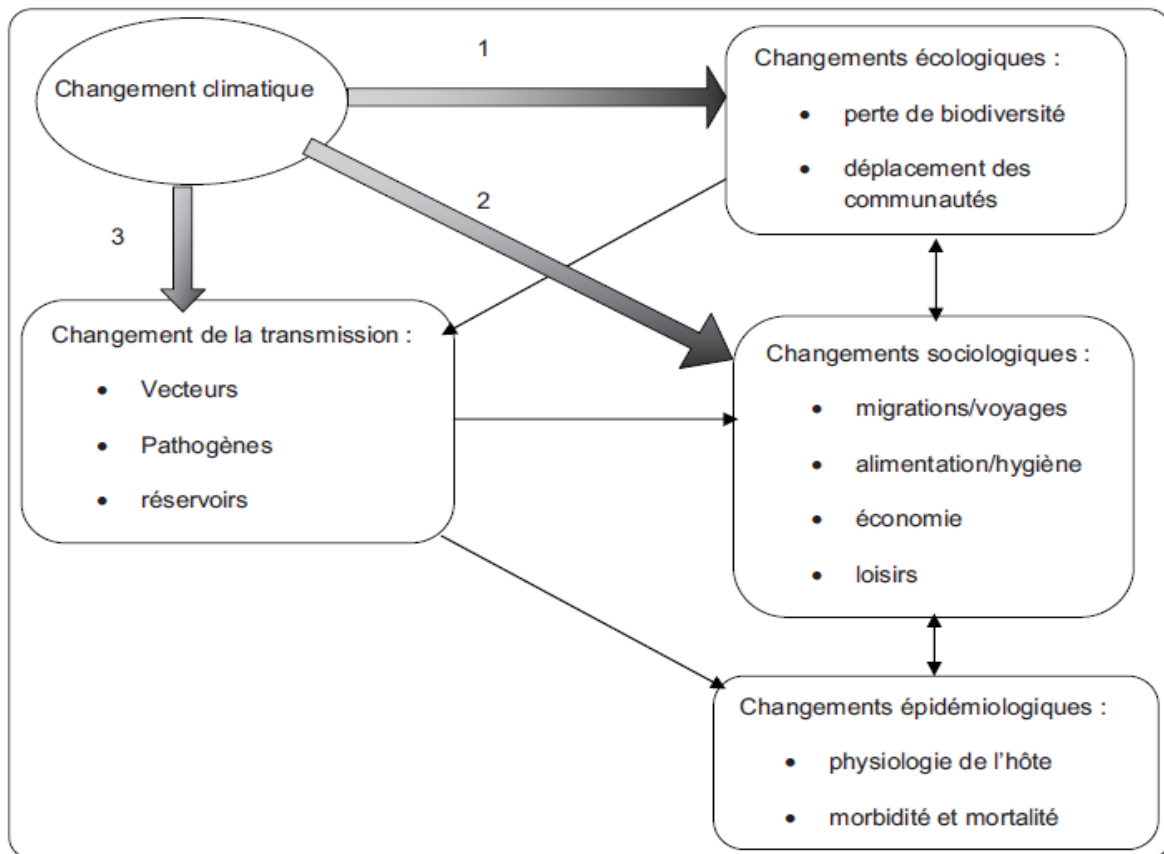 Changement climatique
1
Changements écologiques :
• perte de biodiversité
• déplacement des
communautés
2
3
Changement de la transmission :
• Vecteurs
• Pathogènes
• réservoirs
Changements sociologiques :
• migrations/voyages
• alimentation/hygiène
• économie
• loisirs
Changements épidémiologiques :
• physiologie de l'hôte
• morbidité et mortalité